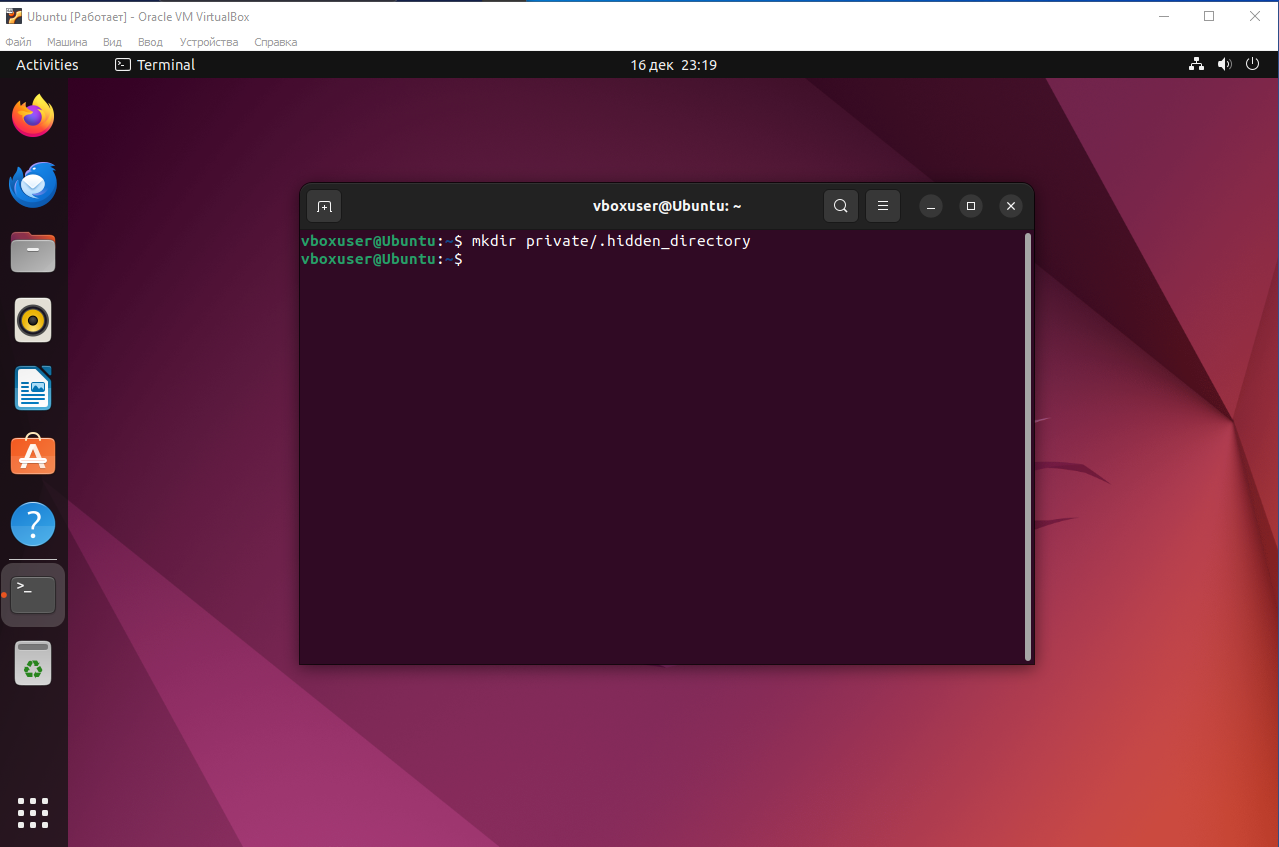 Ubuntu [Работает] - Oracle VM VirtualBox
Файл Машина Вид Ввод Устройства Справка
Activities Terminal 16 дек 23:19
vboxuser@Ubuntu: ~
vboxuser@Ubuntu:~$ mkdir private/.hidden_directory
vboxuser@Ubuntu:~$
>_
?